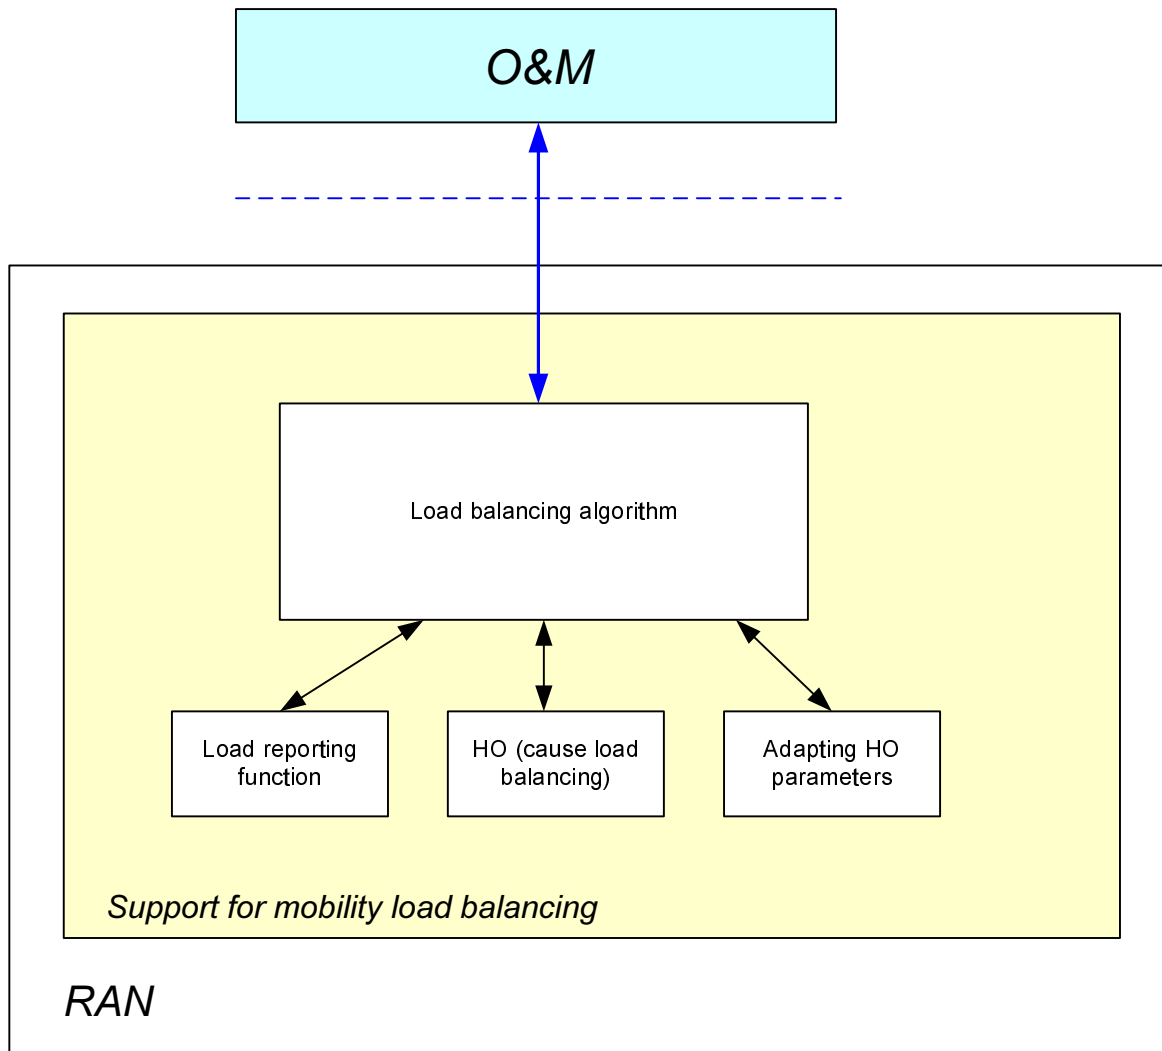 O&M
Load balancing algorithm
Load reporting
function
HO (cause load
balancing)
Adapting HO
parameters
Support for mobility load balancing
RAN